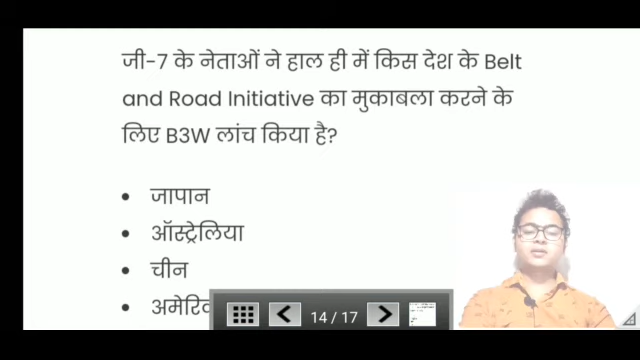 जी-7 के नेताओं ने हाल ही में किस देश के Belt
and Road Initiative का मुकाबला करने के
लिए B3W लांच किया है?
• जापान
• ऑस्ट्रेलिया
• चीन
14 / 17